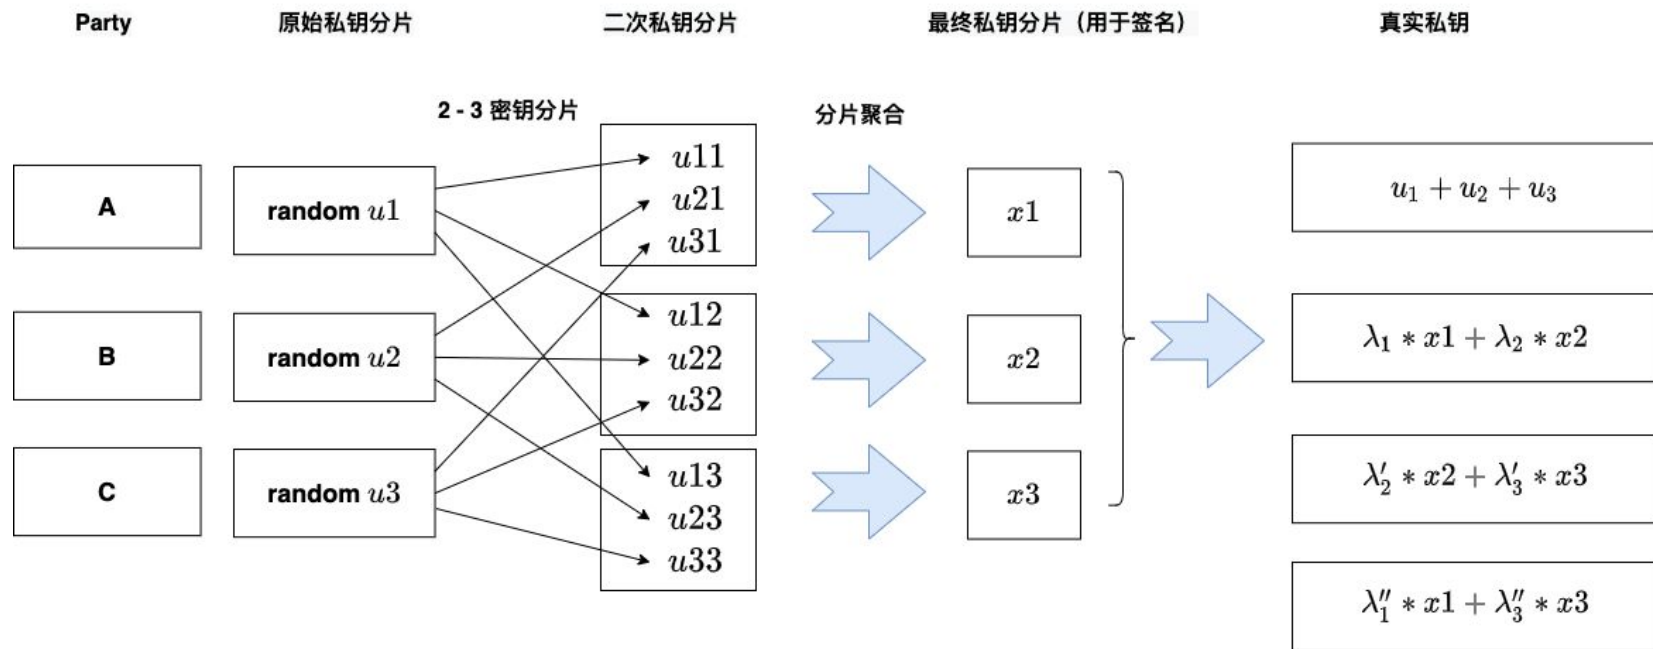 Party 原始私钥分片 二次私钥分片 最终私钥分片（用于签名） 真实私钥
2 - 3 密钥分片 分片聚合
A
random u1
u11
u21
u31
x1
u₁ + u₂ + u₃
B
random u2
u12
u22
u32
x2
λ₁ * x1 + λ₂ * x2
C
random u3
u13
u23
u33
x3
λ′₂ * x2 + λ′₃ * x3
λ″₁ * x1 + λ″₃ * x3